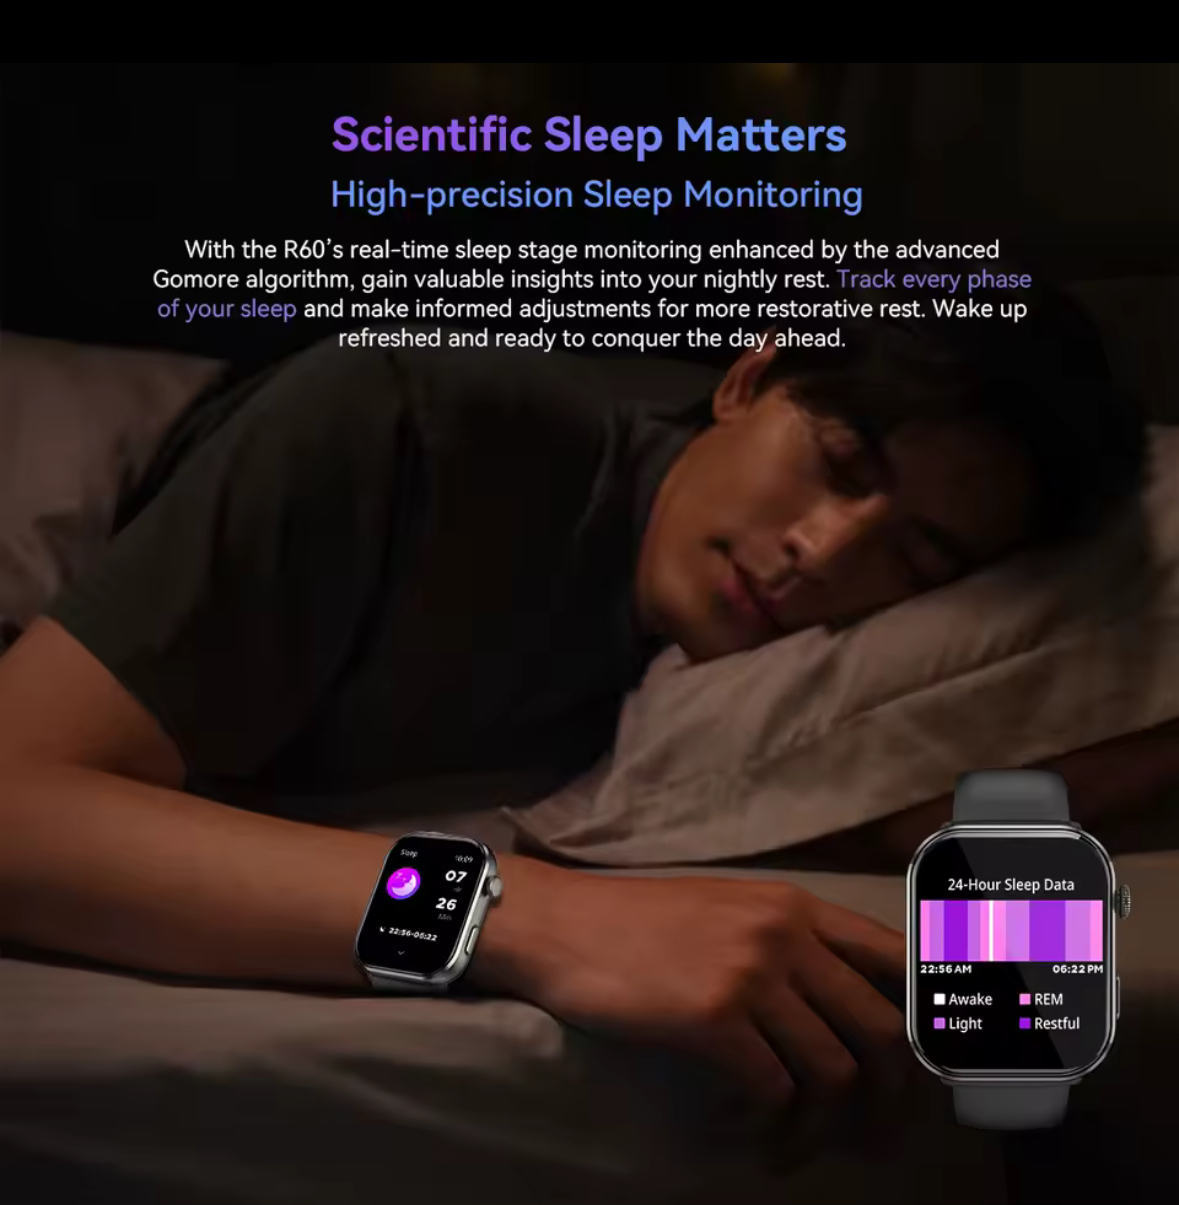 Scientific Sleep Matters
High-precision Sleep Monitoring
With the R60’s real-time sleep stage monitoring enhanced by the advanced
Gomore algorithm, gain valuable insights into your nightly rest. Track every phase
of your sleep and make informed adjustments for more restorative rest. Wake up
refreshed and ready to conquer the day ahead.
Sleep
10:09
07
26
Min
22:56-06:22
24-Hour Sleep Data
22:56 AM 06:22 PM
Awake REM
Light Restful